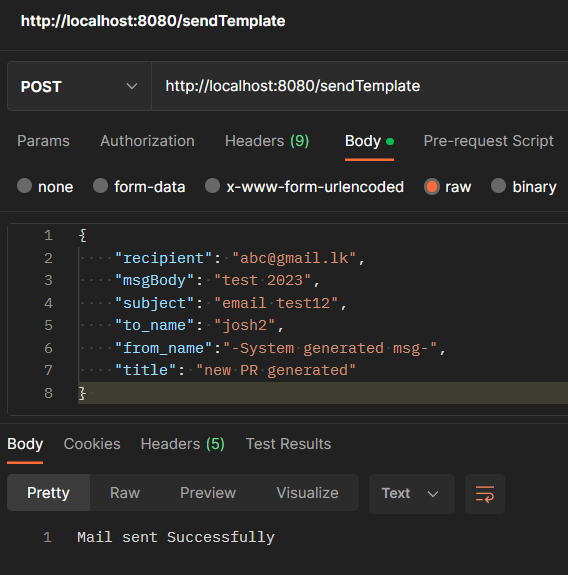 http://localhost:8080/sendTemplate
POST http://localhost:8080/sendTemplate
Params Authorization Headers (9) Body Pre-request Script
none form-data x-www-form-urlencoded raw binary
1 {
2 "recipient": "abc@gmail.lk",
3 "msgBody": "test 2023",
4 "subject": "email test12",
5 "to_name": "josh2",
6 "from_name":"-System generated msg-",
7 "title": "new PR generated"
8 }
Body Cookies Headers (5) Test Results
Pretty Raw Preview Visualize Text
1 Mail sent Successfully